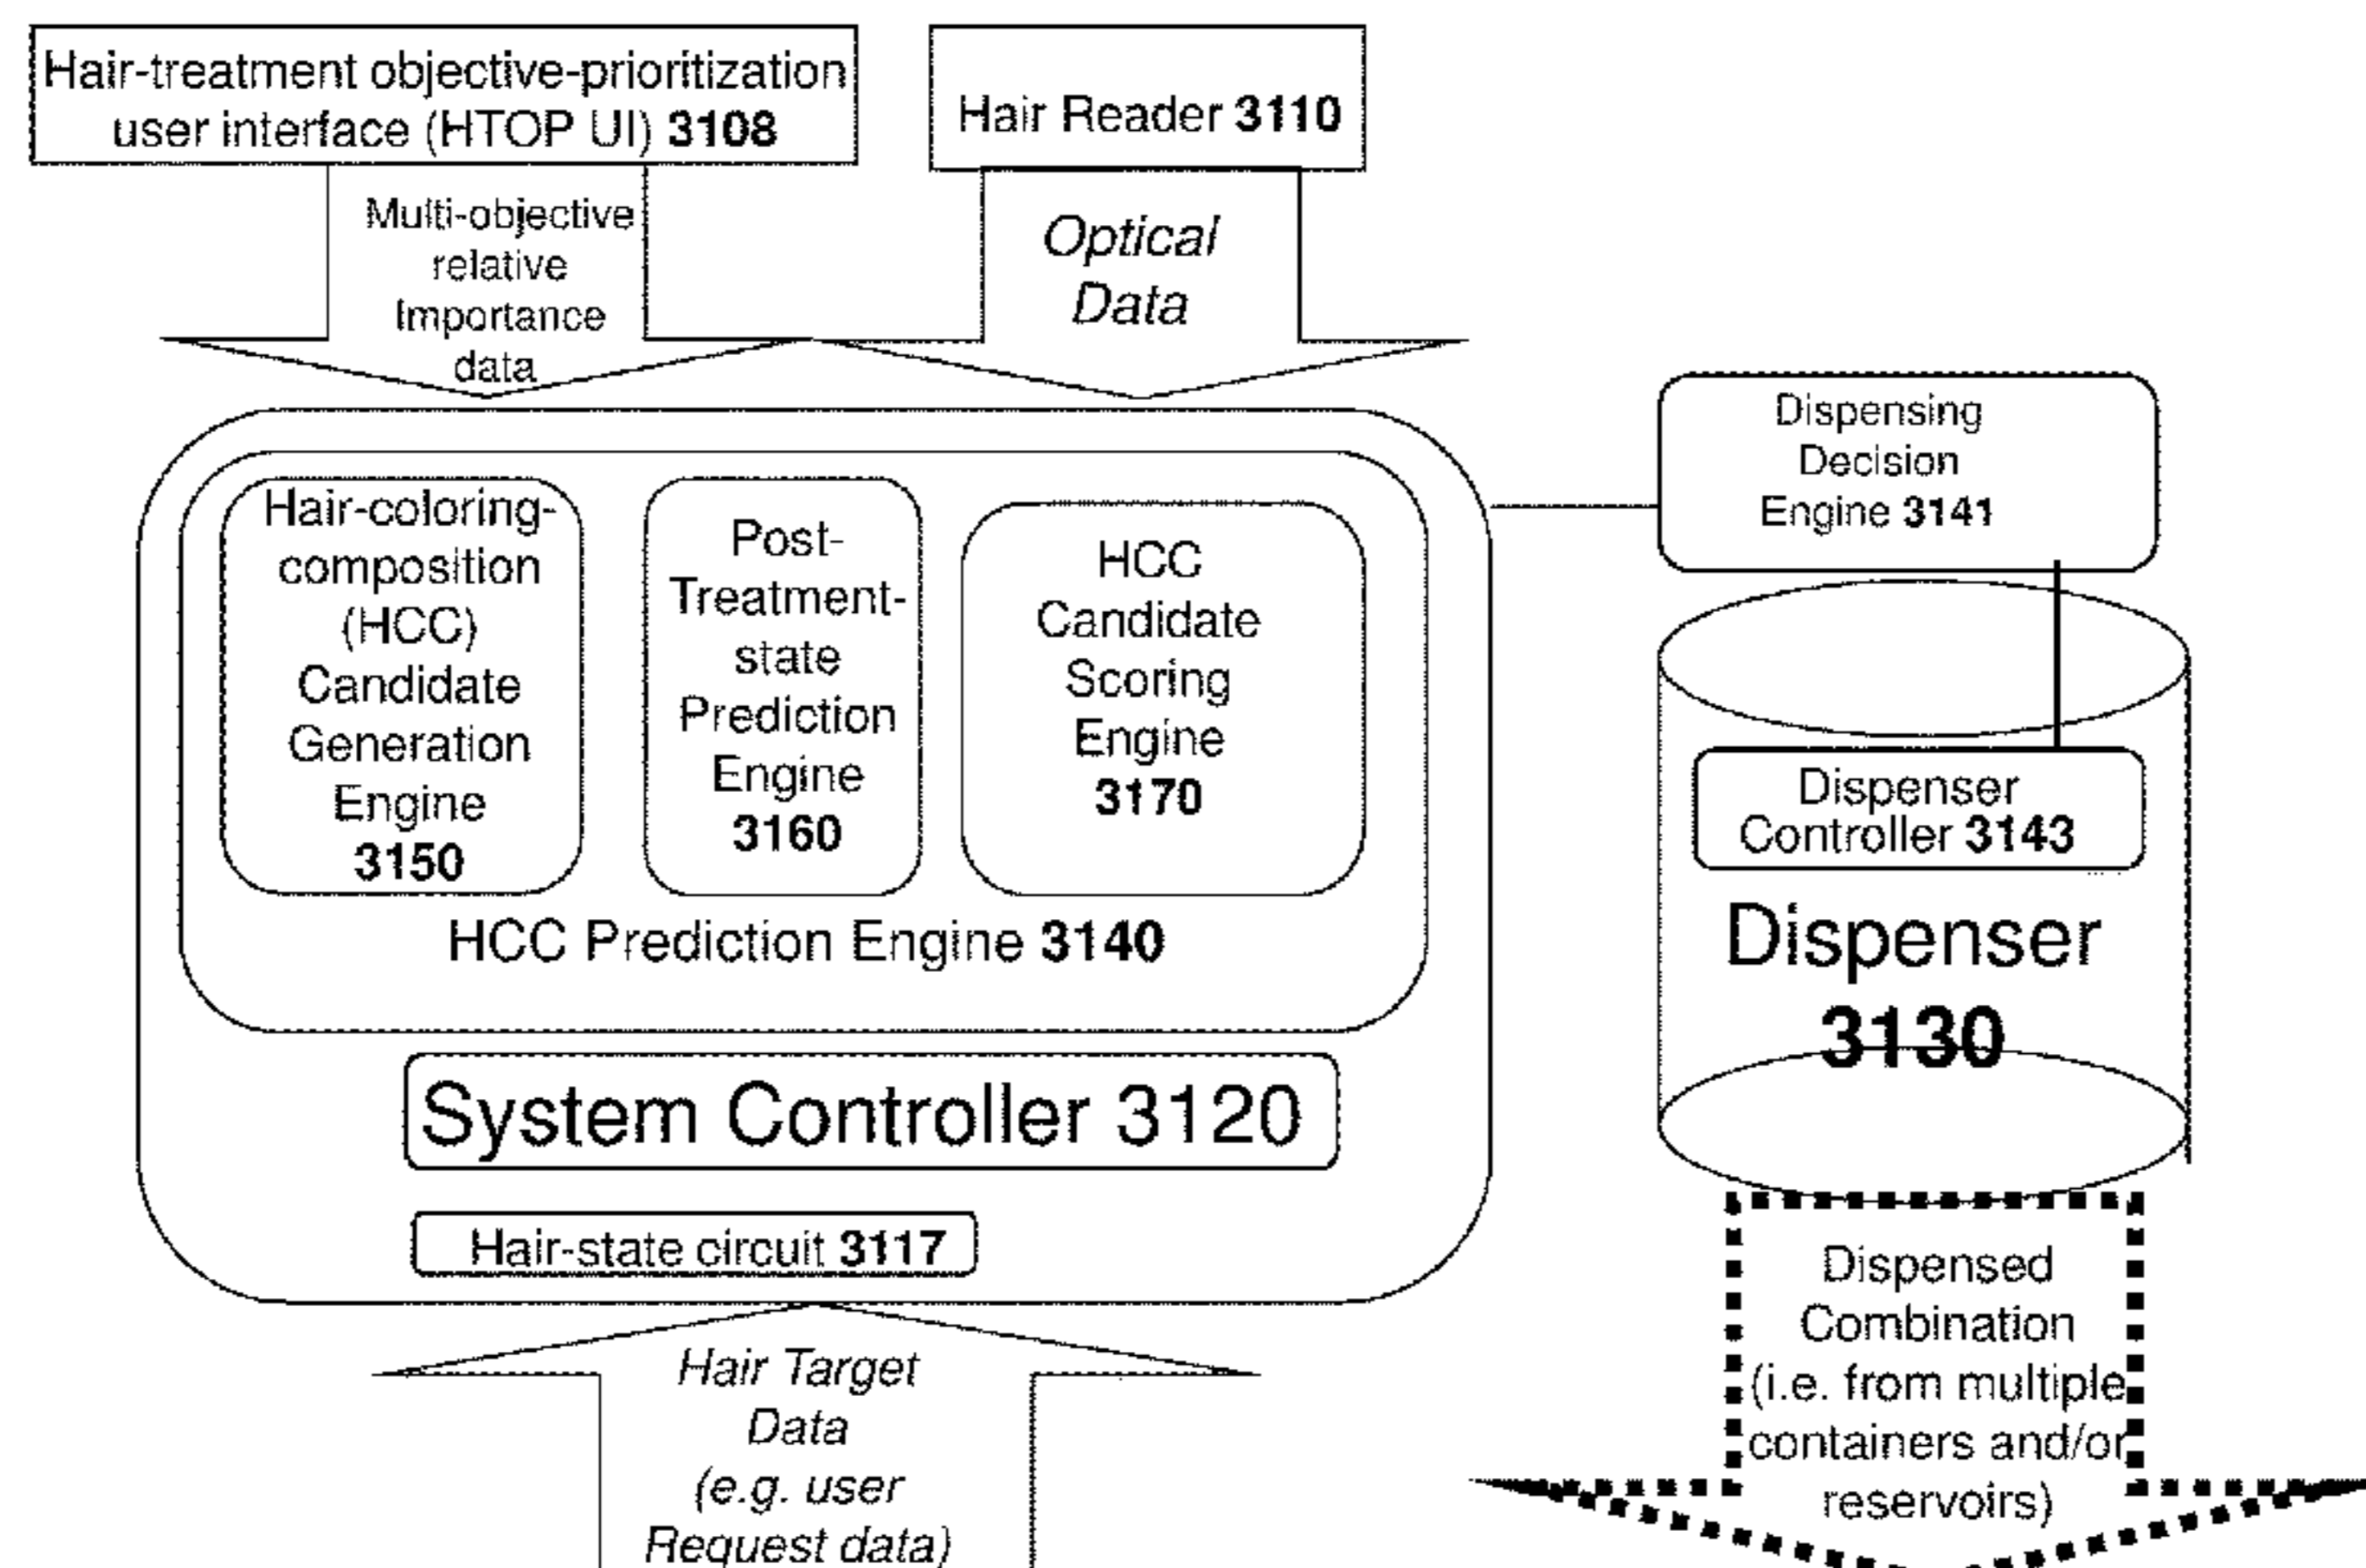 Hair-treatment objective-prioritization
user interface (HTOP UI) 3108
Hair Reader 3110
Multi-objective
relative
Importance
data
Optical
Data
Dispensing
Decision
Engine 3141
Hair-coloring-
composition
(HCC)
Candidate
Generation
Engine
3150
Post-
Treatment-
state
Prediction
Engine
3160
HCC
Candidate
Scoring
Engine
3170
HCC Prediction Engine 3140
Dispenser
Controller 3143
Dispenser
3130
System Controller 3120
Hair-state circuit 3117
Hair Target
Data
(e.g. user
Request data)
Dispensed
Combination
(i.e. from multiple
containers and/or
reservoirs)